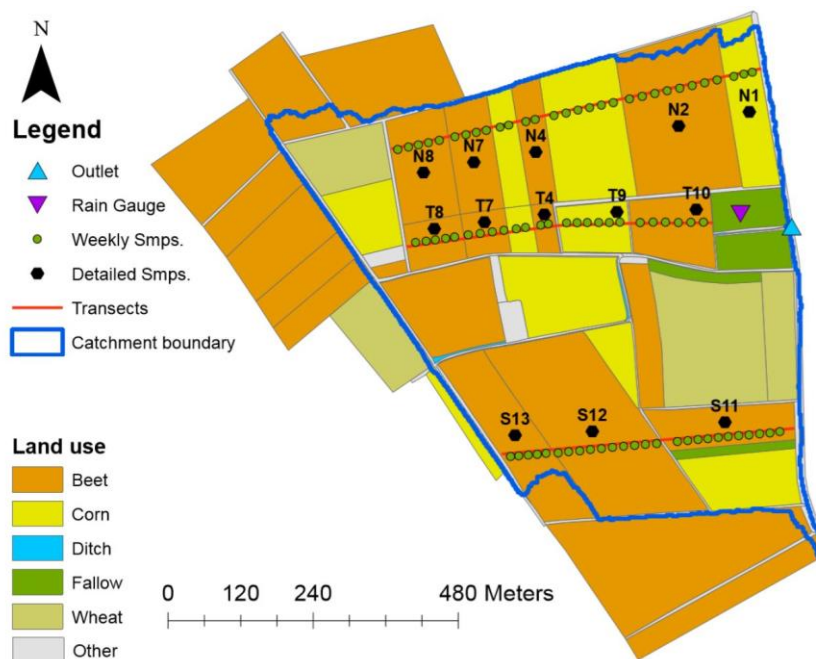 N
Legend
Outlet
Rain Gauge
Weekly Smps.
Detailed Smps.
Transects
Catchment boundary
Land use
Beet
Corn
Ditch
Fallow
Wheat
Other
0 120 240 480 Meters
N1
N2
N4
N7
N8
T10
T9
T4
T7
T8
S11
S12
S13